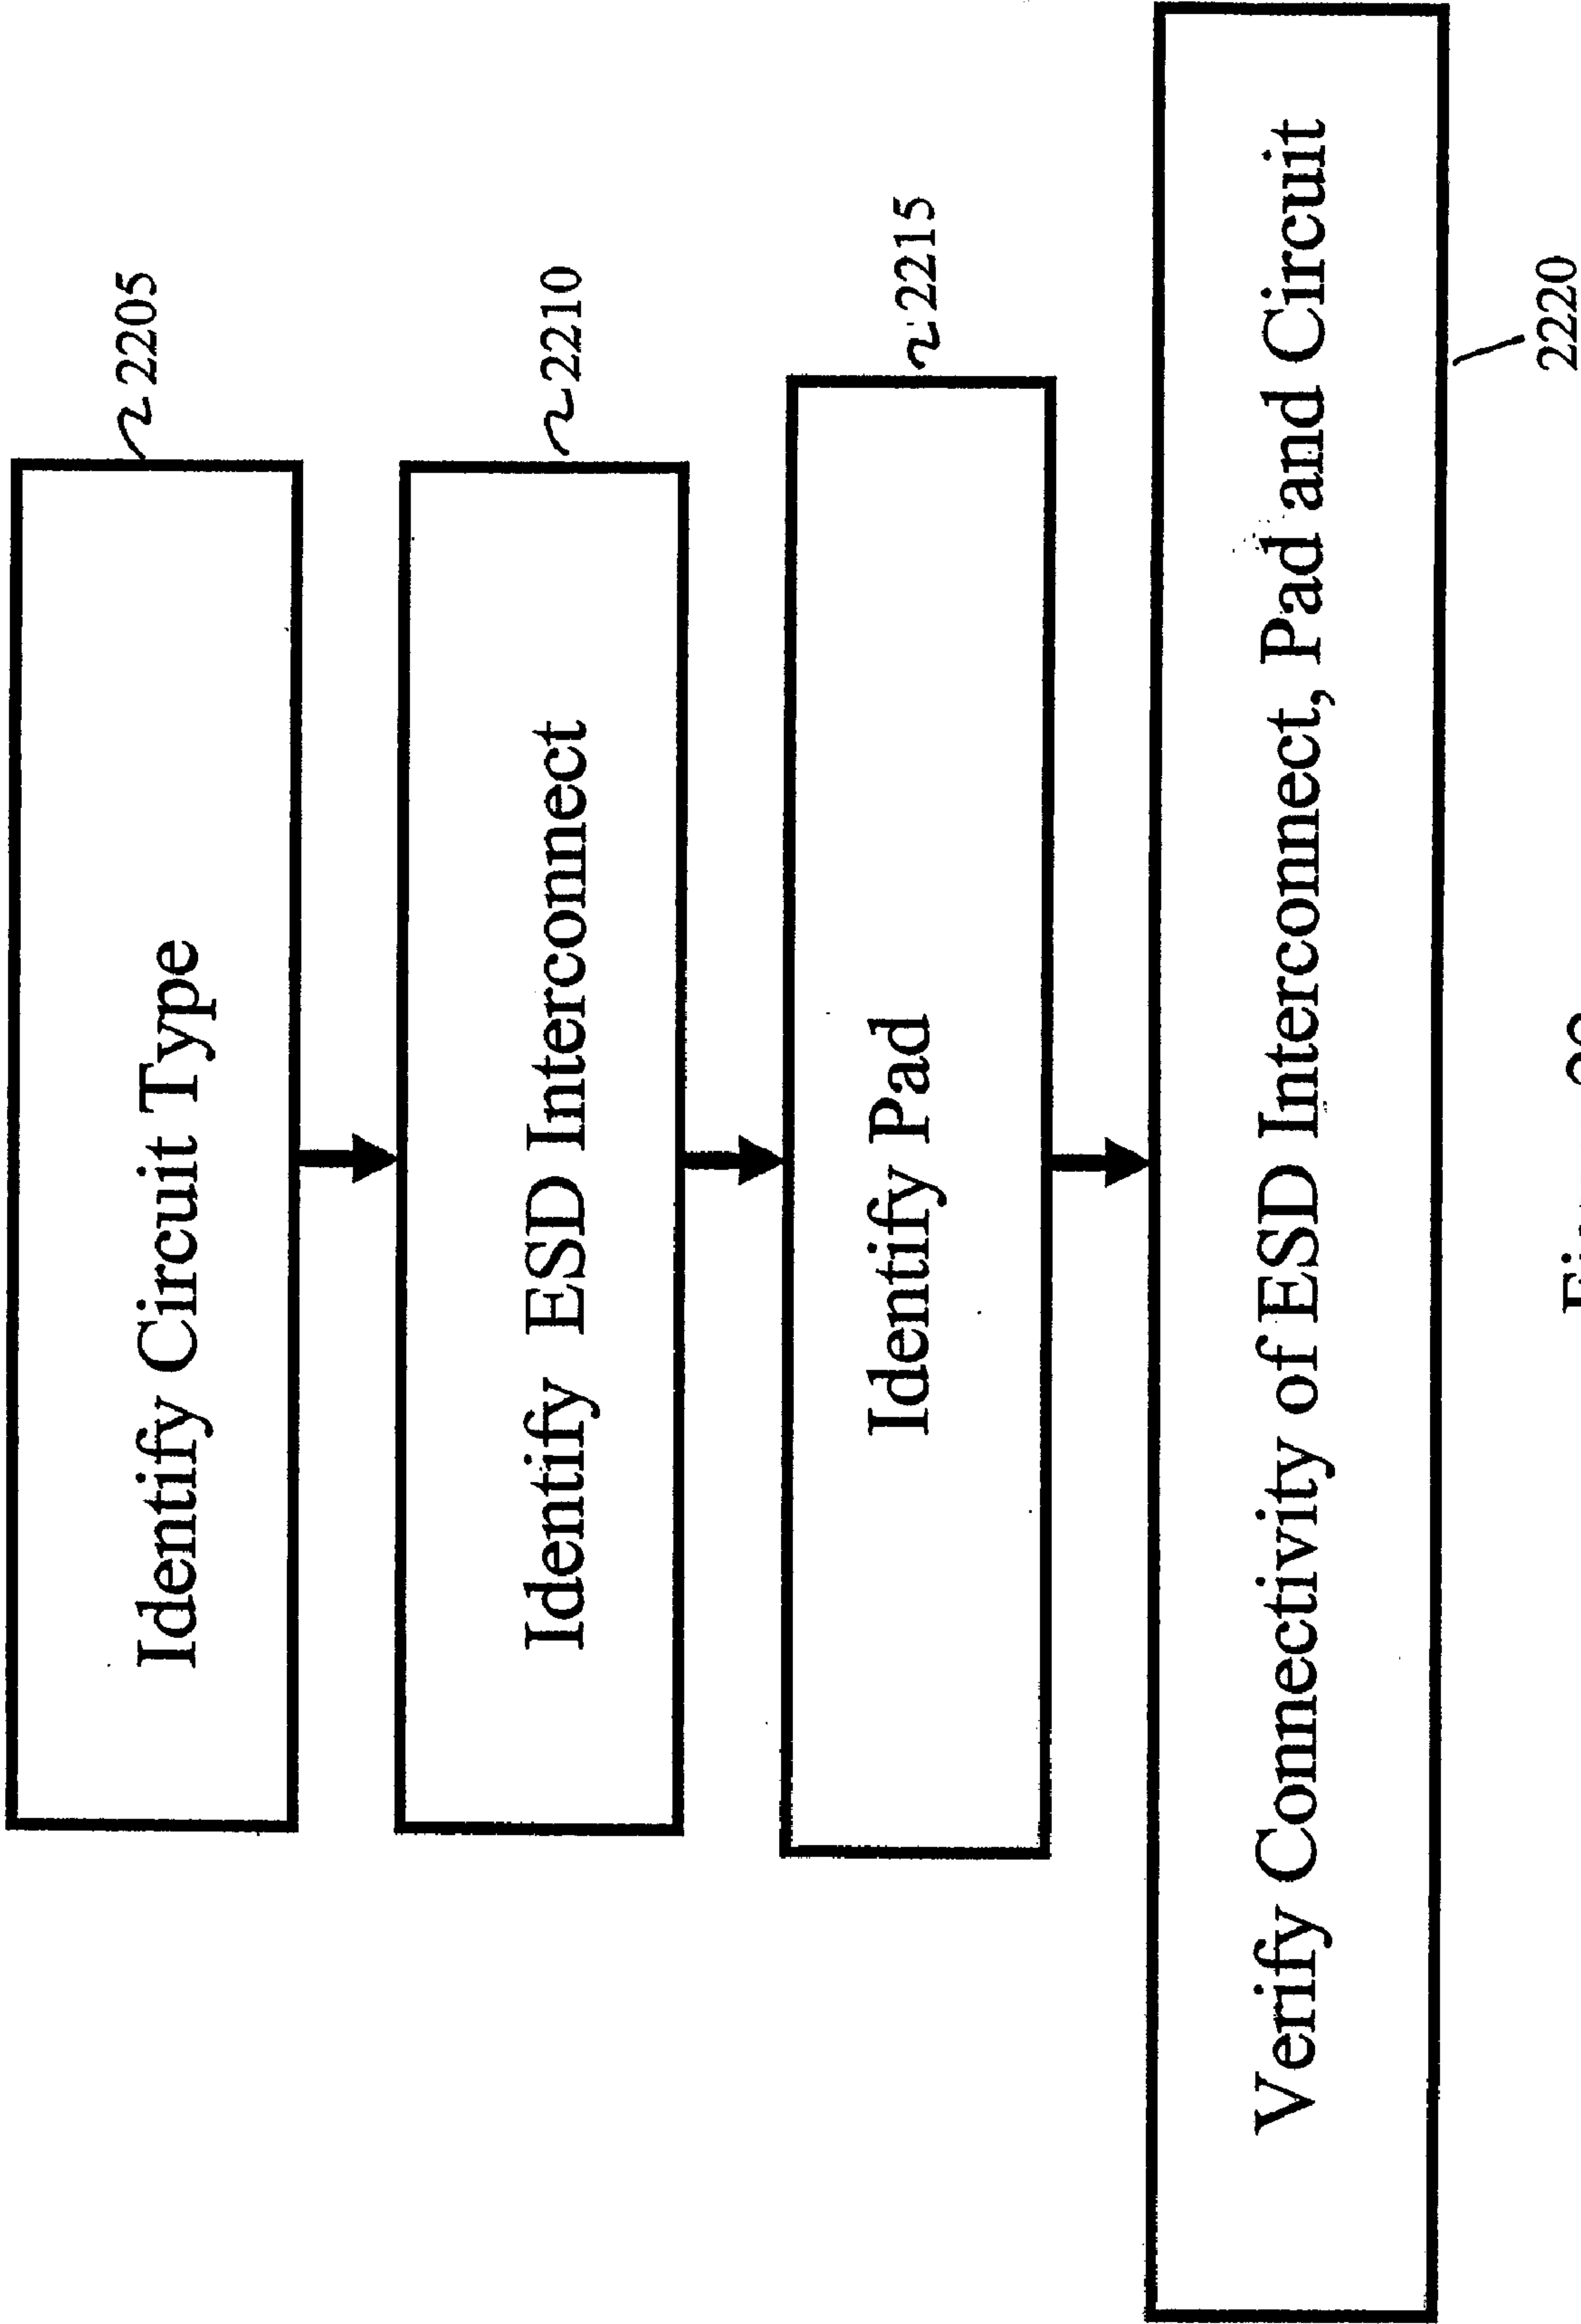 Identify Circuit Type
2205
Identify ESD Interconnect
2210
Identify Pad
2215
Verify Connectivity of ESD Interconnect, Pad and Circuit
2220